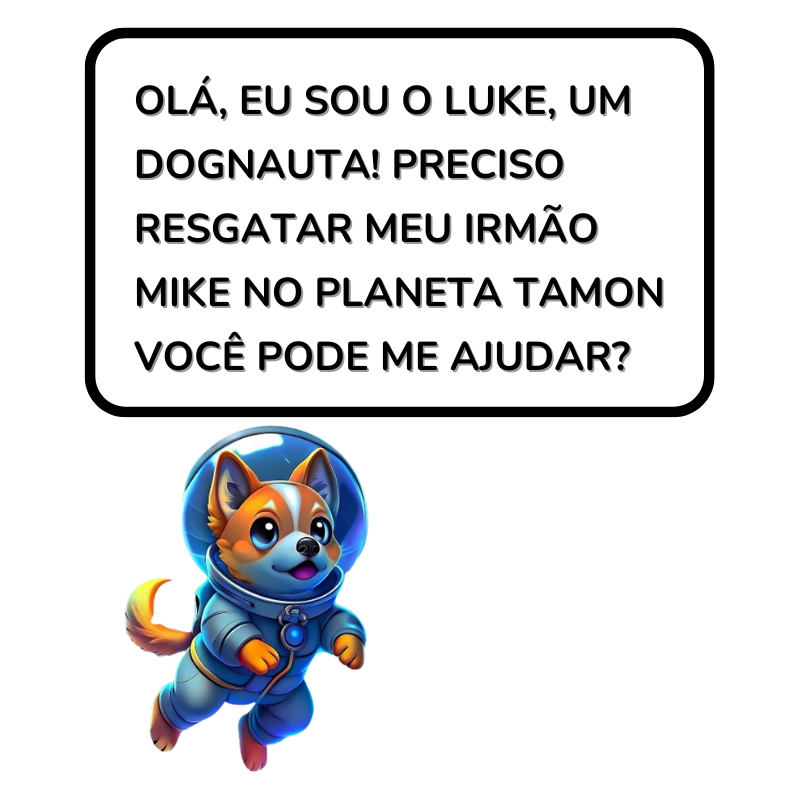 OLÁ, EU SOU O LUKE, UM
DOGNAUTA! PRECISO
RESGATAR MEU IRMÃO
MIKE NO PLANETA TAMON
VOCÊ PODE ME AJUDAR?